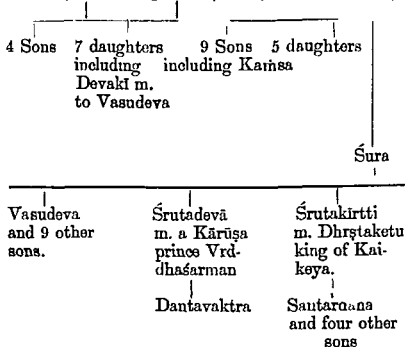 4 Sons 7 daughters 9 Sons 5 daughters
including including Kaṁsa
Devakī m.
to Vasudeva
Śura
Vasudeva Śrutadevā Śrutakīrtti
and 9 other m. a Kārūṣa m. Dhṛṣṭaketu
sons. prince Vṛd- king of Kai-
dhaśarman keya.
Dantavaktra
and four other
sons